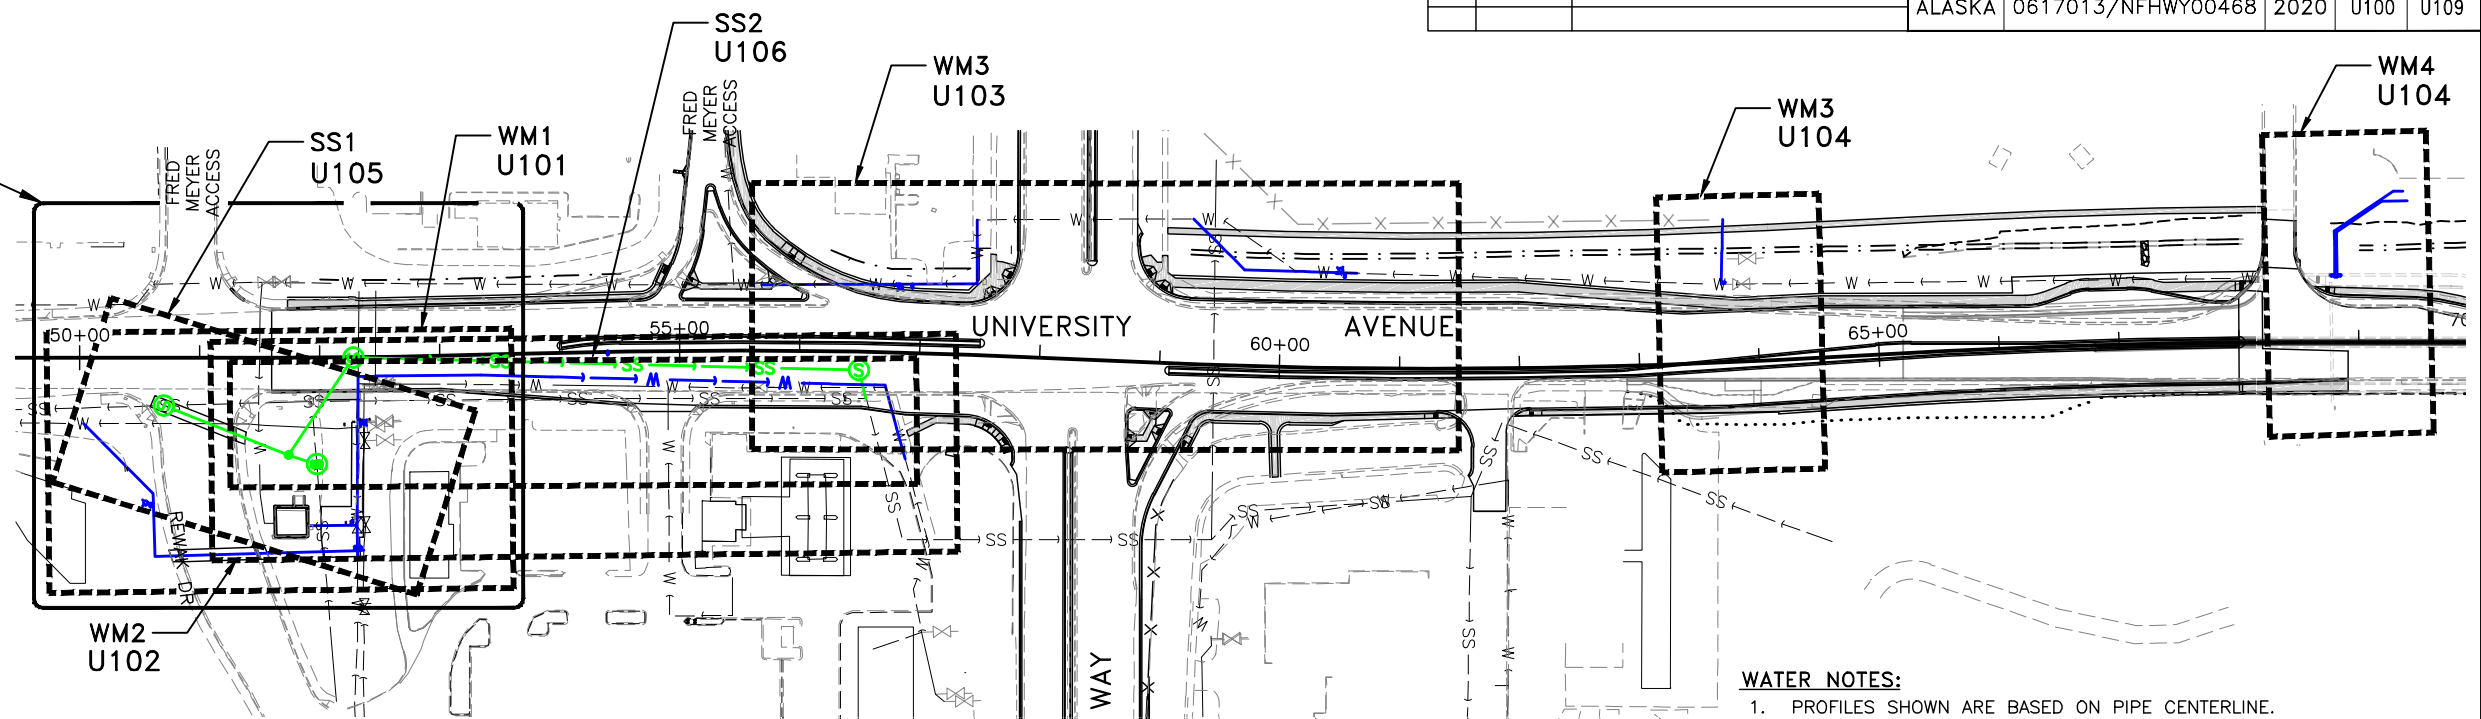 ALASKA 0617013/NFHWY00468 2020 U100 U109
SS2
U106
WM3
U103
WM4
U104
WM3
U104
SS1
U105
WM1
U101
FRED
MEYER
ACCESS
FRED
MEYER
ACCESS
50+00
55+00
UNIVERSITY AVENUE
60+00
65+00
REWAK DR
WM2
U102
WAY
WATER NOTES:
1. PROFILES SHOWN ARE BASED ON PIPE CENTERLINE.